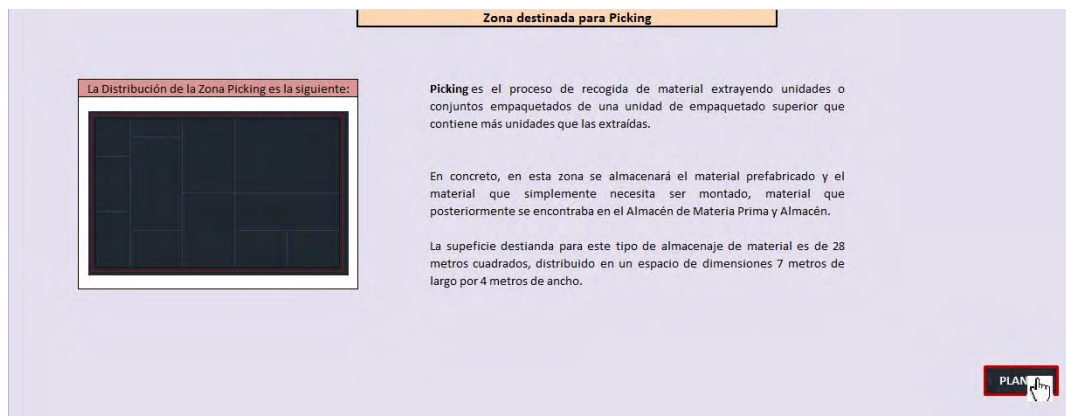 Zona destinada para Picking
La Distribución de la Zona Picking es la siguiente:
Picking es el proceso de recogida de material extrayendo unidades o
conjuntos empaquetados de una unidad de empaquetado superior que
contiene más unidades que las extraídas.
En concreto, en esta zona se almacenará el material prefabricado y el
material que simplemente necesita ser montado, material que
posteriormente se encontraba en el Almacén de Materia Prima y Almacén.
La supeficie destianda para este tipo de almacenaje de material es de 28
metros cuadrados, distribuido en un espacio de dimensiones 7 metros de
largo por 4 metros de ancho.